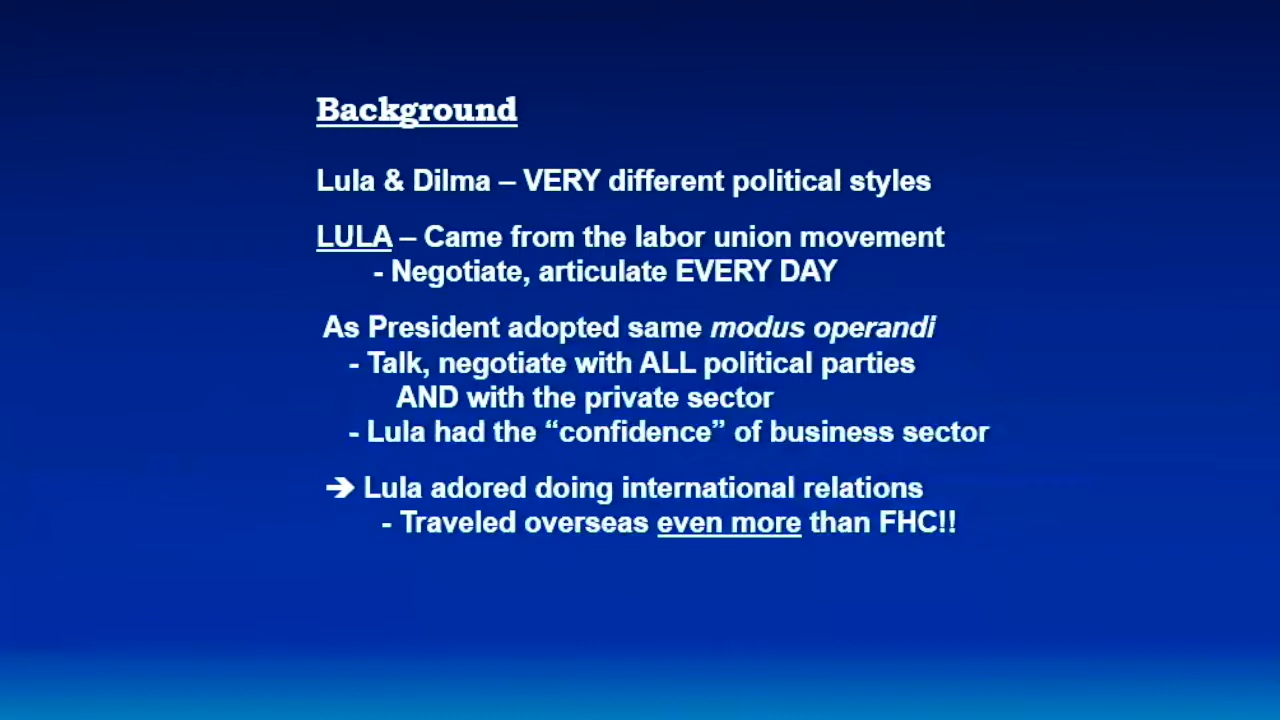 Background
Lula & Dilma – VERY different political styles
LULA – Came from the labor union movement
- Negotiate, articulate EVERY DAY
As President adopted same modus operandi
- Talk, negotiate with ALL political parties
AND with the private sector
- Lula had the “confidence” of business sector
➔ Lula adored doing international relations
- Traveled overseas even more than FHC!!